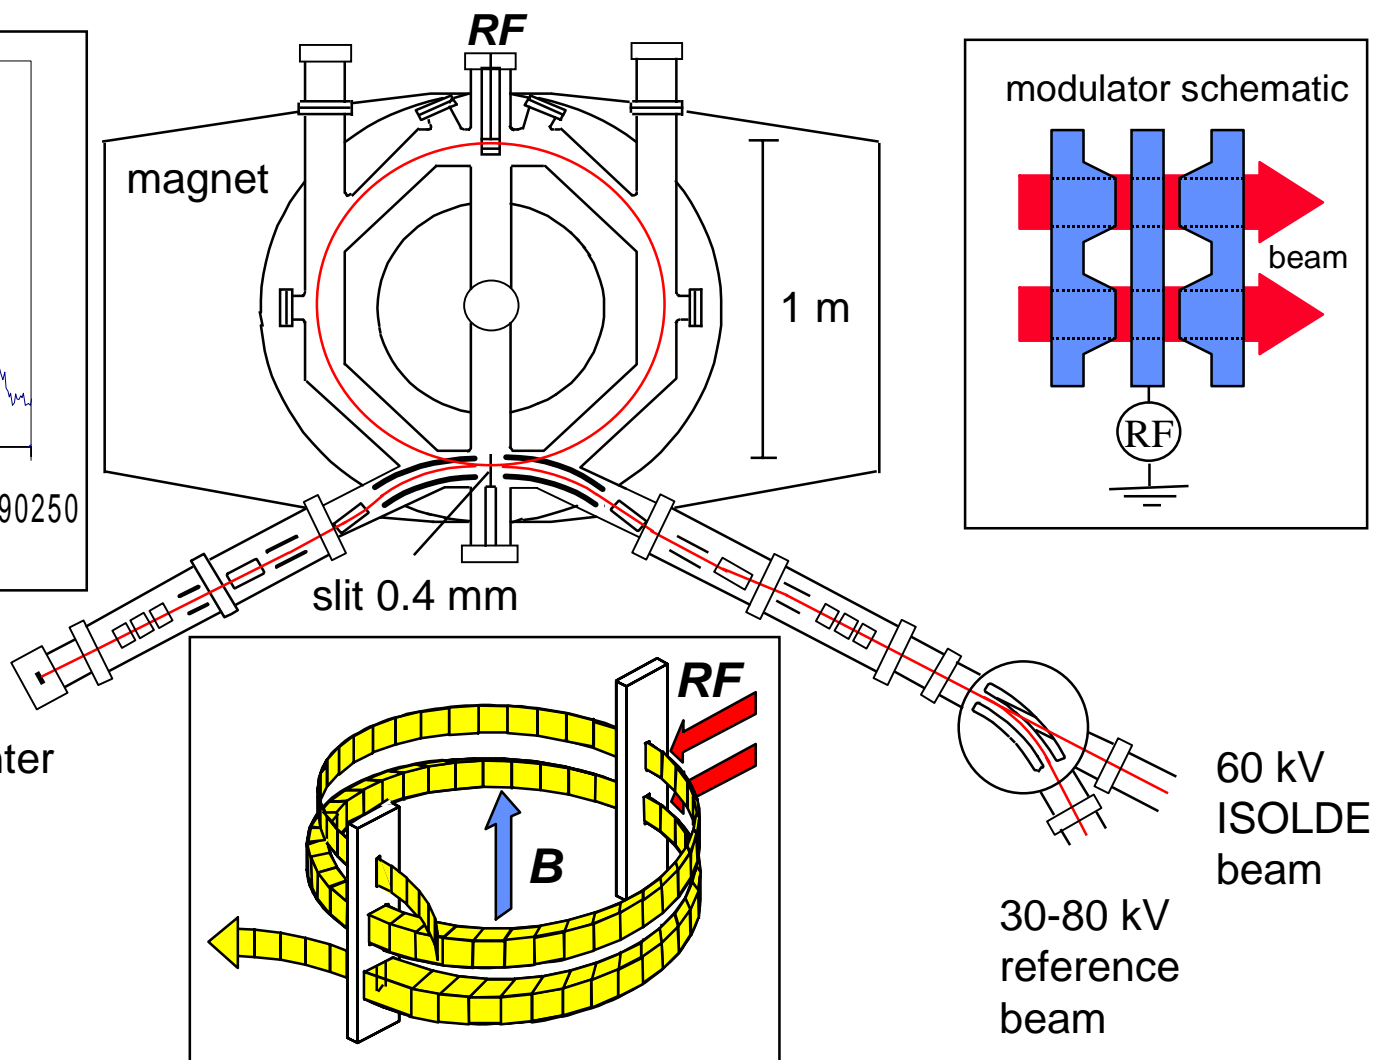 RF
modulator schematic
magnet
beam
1 m
RF
90250
slit 0.4 mm
RF
nter
60 kV
ISOLDE
beam
B
30-80 kV
reference
beam